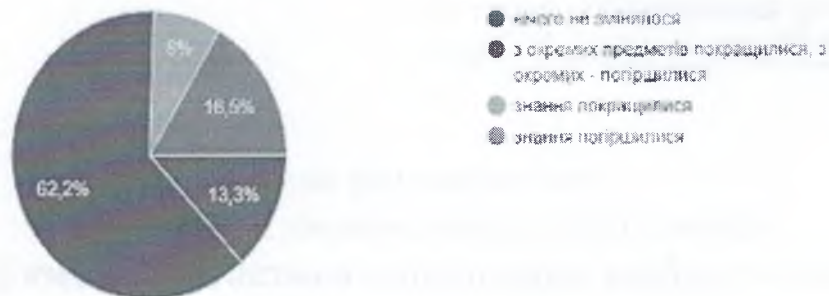 8%
16,5%
13,3%
62,2%
нічого не змінилося
з окремих предметів покращилися, з
окремих - погіршилися
знання покращилися
знання погіршилися